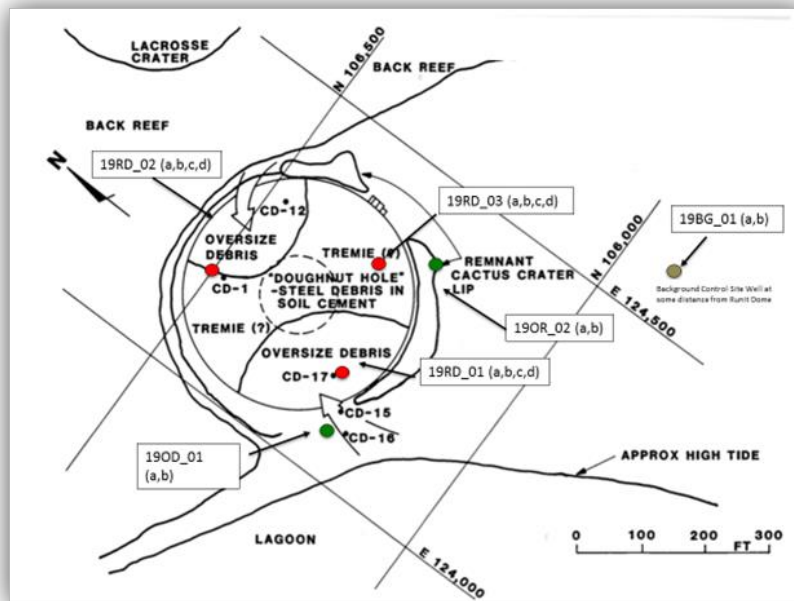 LACROSSE
CRATER
N 106,500
BACK REEF
BACK REEF
N
19RD_02 (a,b,c,d)
CD-12
19RD_03 (a,b,c,d)
N 106,000
19BG_01 (a,b)
OVERSIZE
DEBRIS
TREMIE (?)
REMNANT
CACTUS CRATER
LIP
CD-1
"DOUGHNUT HOLE"
-STEEL DEBRIS IN
SOIL CEMENT
Background Control Site Well at
some distance from Runit Dome
E 124,500
TREMIE (?)
19OR_02 (a,b)
OVERSIZE DEBRIS
CD-17
19RD_01 (a,b,c,d)
CD-15
CD-16
19OD_01
(a,b)
APPROX HIGH TIDE
LAGOON
E 124,000
0 100 200 300
FT